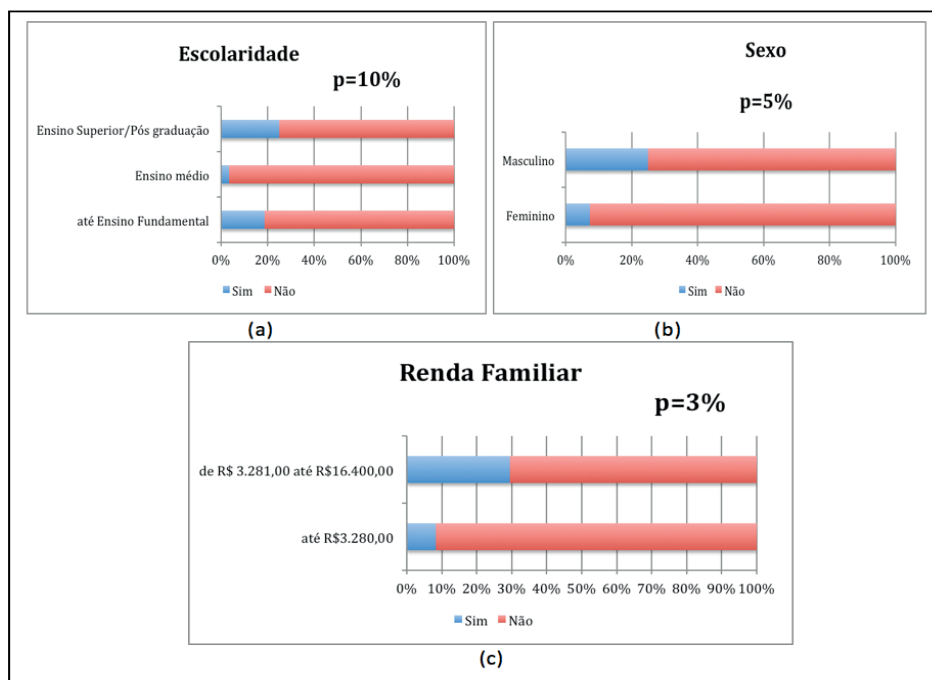 Escolaridade
p=10%
Ensino Superior/Pós graduação
Ensino médio
até Ensino Fundamental
0% 20% 40% 60% 80% 100%
Sim Não
(a)
Sexo
p=5%
Masculino
Feminino
0% 20% 40% 60% 80% 100%
Sim Não
(b)
Renda Familiar
p=3%
de R$ 3.281,00 até R$16.400,00
até R$3.280,00
0% 10% 20% 30% 40% 50% 60% 70% 80% 90% 100%
Sim Não
(c)